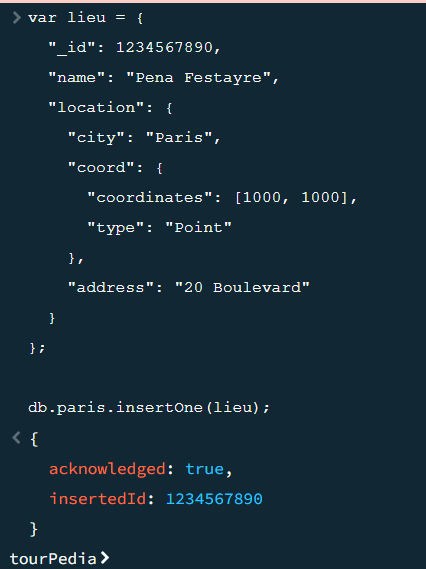 var lieu = {
"_id": 1234567890,
"name": "Pena Festayre",
"location": {
"city": "Paris",
"coord": {
"coordinates": [1000, 1000],
"type": "Point"
},
"address": "20 Boulevard"
}
};
db.paris.insertOne(lieu);
{
acknowledged: true,
insertedId: 1234567890
}
tourPedia>